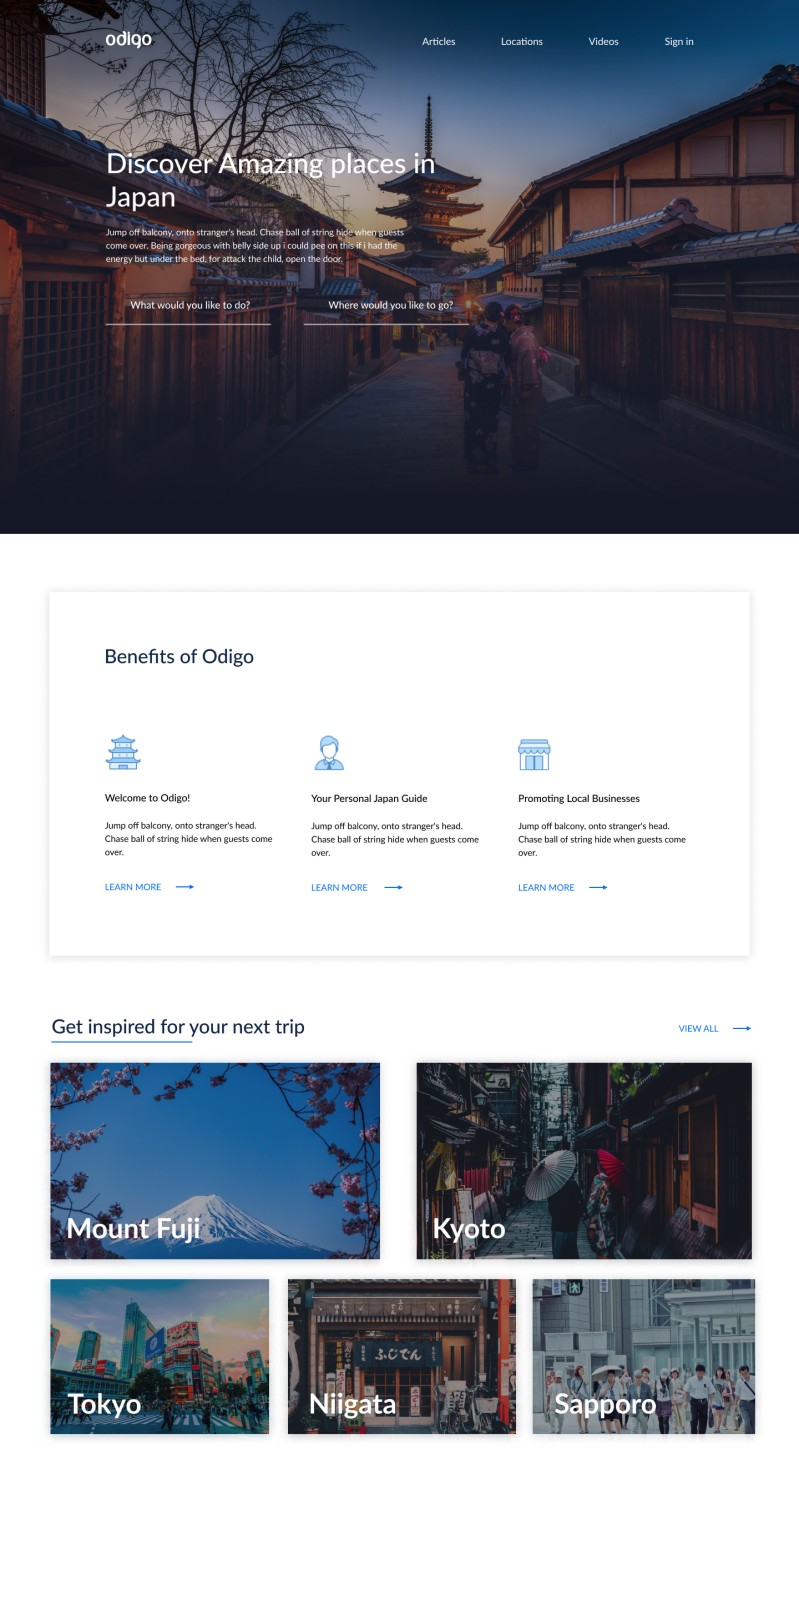 odigo
Articles
Locations
Videos
Sign in
Discover Amazing places in
Japan
Jump off balcony, onto stranger's head. Chase ball of string hide when guests
come over. Being gorgeous with belly side up i could pee on this if i had the
energy but under the bed, for attack the child, open the door.
What would you like to do?
Where would you like to go?
Benefits of Odigo
Welcome to Odigo!
Jump off balcony, onto stranger's head.
Chase ball of string hide when guests come
over.
LEARN MORE
Your Personal Japan Guide
Jump off balcony, onto stranger's head.
Chase ball of string hide when guests come
over.
LEARN MORE
Promoting Local Businesses
Jump off balcony, onto stranger's head.
Chase ball of string hide when guests come
over.
LEARN MORE
Get inspired for your next trip
VIEW ALL
Mount Fuji
Kyoto
Tokyo
ふじでん
Niigata
Sapporo